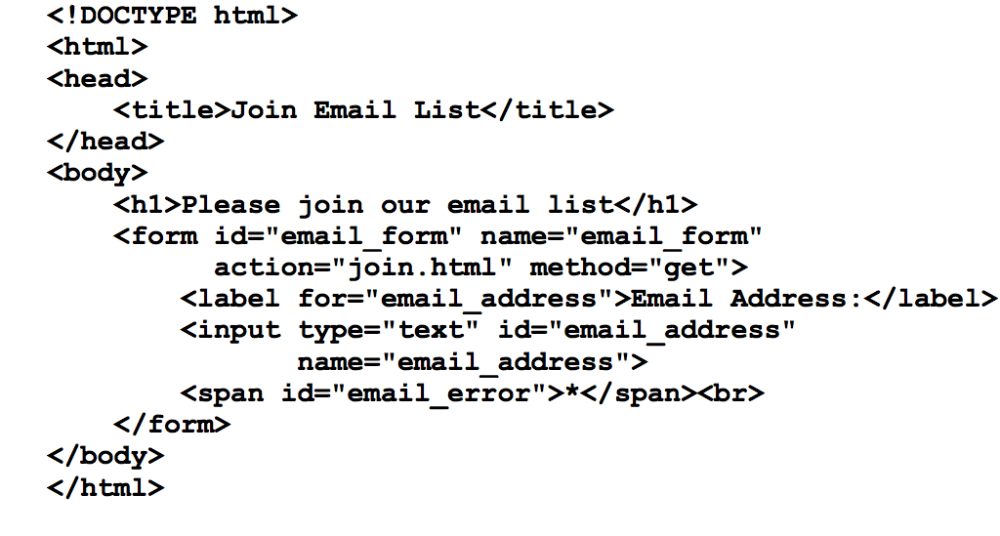 <!DOCTYPE html>
<html>
<head>
    <title>Join Email List</title>
</head>
<body>
    <h1>Please join our email list</h1>
    <form id="email_form" name="email_form"
          action="join.html" method="get">
        <label for="email_address">Email Address:</label>
        <input type="text" id="email_address"
               name="email_address">
        <span id="email_error">*</span><br>
    </form>
</body>
</html>